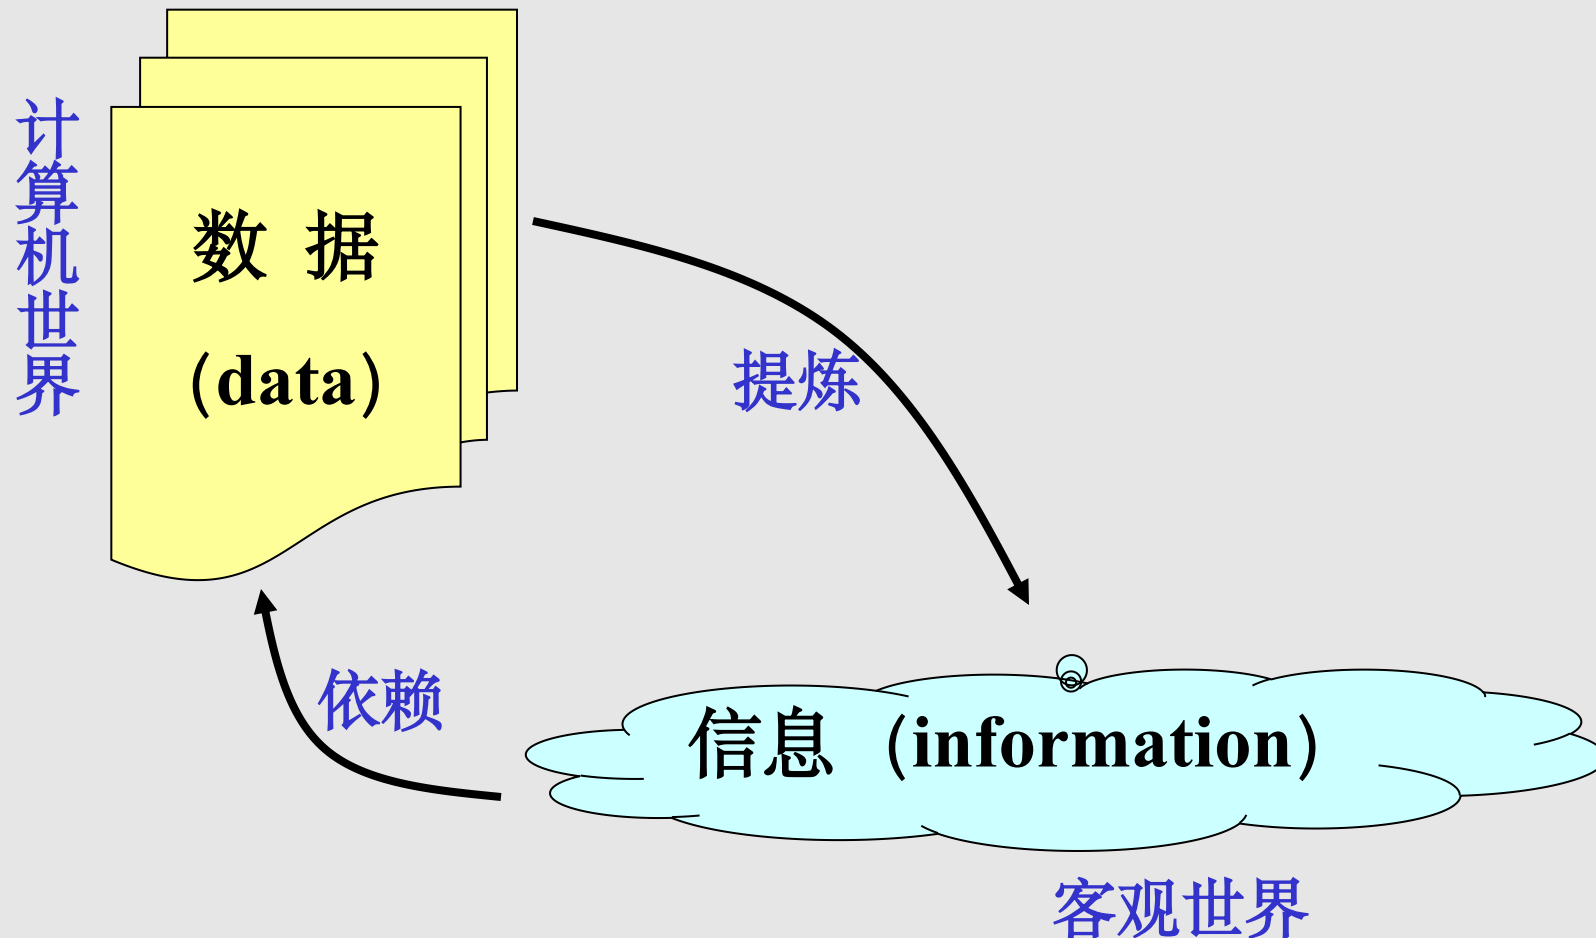 计算机世界
数 据
（data）
提炼
依赖
信息（information）
客观世界